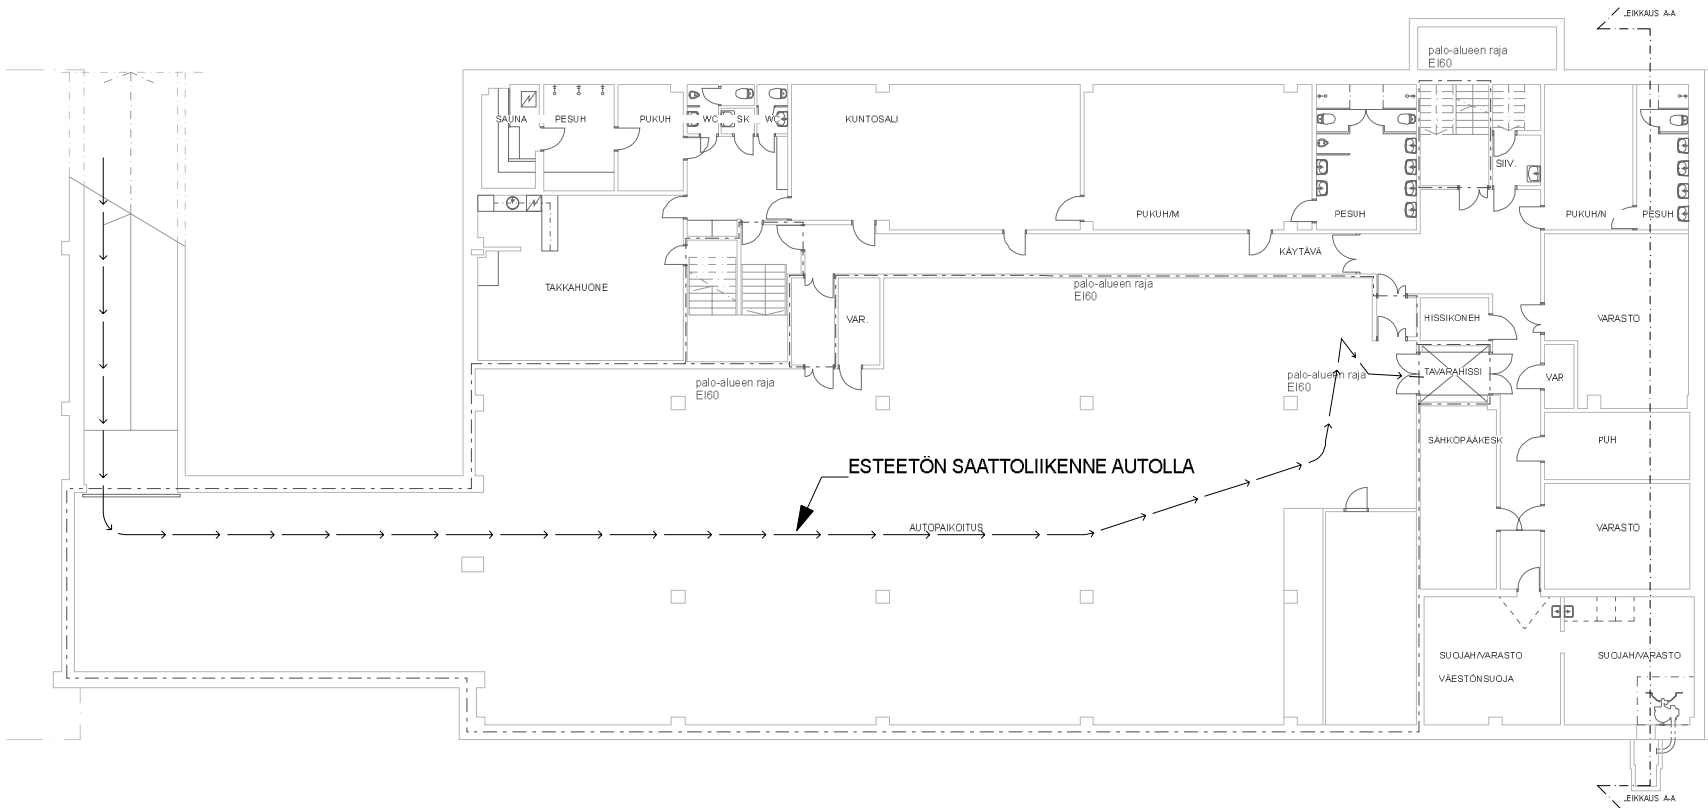 LEIKKAUS A-A
palo-alueen raja
EI60
SAUNA
PESUH
PUKUH
WC
SK
WC
KUNTOSALI
SIIV.
PUKUH/M
PESUH
PUKUH/N
PESUH
KÄYTÄVÄ
TAKKAHUONE
palo-alueen raja
EI60
VAR.
HISSIKONEH
VARASTO
palo-alueen raja
EI60
palo-alueen raja
EI60
TAVARAHISSI
VAR
SÄHKÖPÄÄKESK
PUH
ESTEETÖN SAATTOLIIKENNE AUTOLLA
AUTOPAIKOITUS
VARASTO
SUOJAH/VARASTO
VÄESTÖNSUOJA
SUOJAH/VARASTO
LEIKKAUS A-A